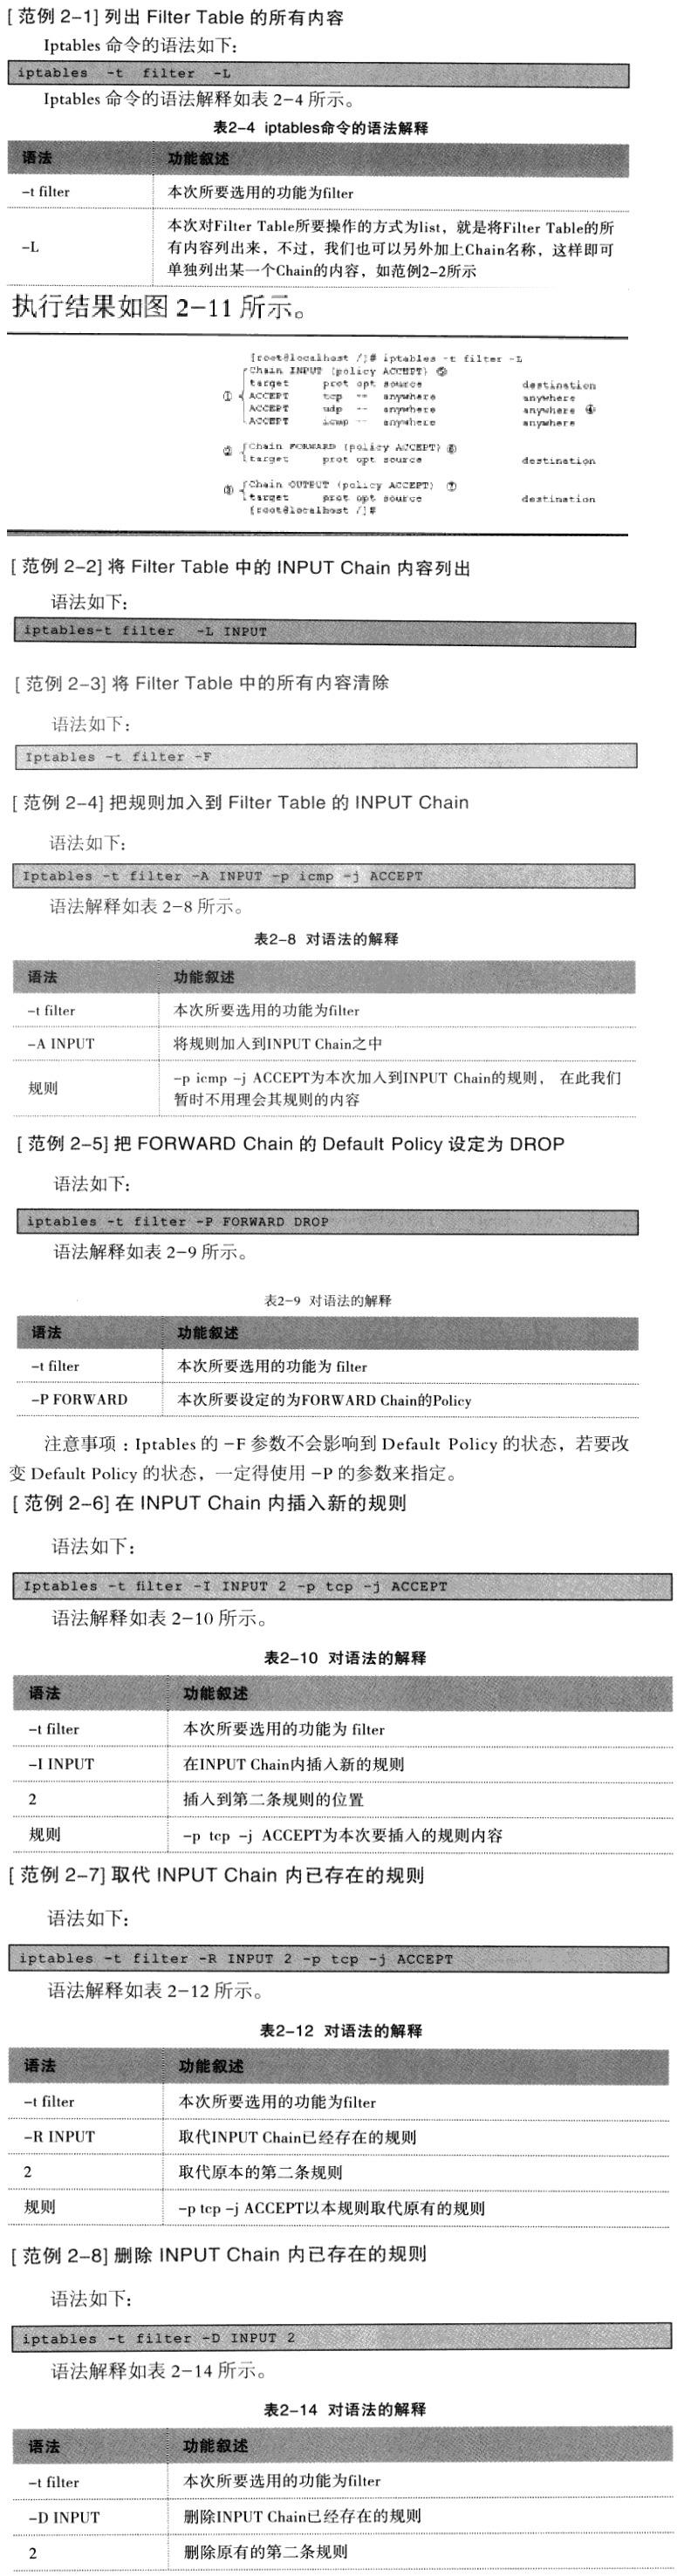 [ 范例 2-1] 列出 Filter Table 的所有内容
Iptables 命令的语法如下：
iptables -t filter -L
Iptables 命令的语法解释如表 2-4 所示。
表2-4 iptables命令的语法解释
语法 功能叙述
-t filter 本次所要选用的功能为filter
-L 本次对Filter Table所要操作的方式为list，就是将Filter Table的所
有内容列出来，不过，我们也可以另外加上Chain名称，这样即可
单独列出某一个Chain的内容，如范例2-2所示
执行结果如图 2-11 所示。
[root@localhost /]# iptables -t filter -L
Chain INPUT (policy ACCEPT) ⑤
target prot opt source destination
① ACCEPT tcp -- anywhere anywhere
ACCEPT udp -- anywhere anywhere ④
ACCEPT icmp -- anywhere anywhere
② Chain FORWARD (policy ACCEPT) ⑥
target prot opt source destination
③ Chain OUTPUT (policy ACCEPT) ⑦
target prot opt source destination
[root@localhost /]#
[ 范例 2-2] 将 Filter Table 中的 INPUT Chain 内容列出
语法如下：
iptables-t filter -L INPUT
[ 范例 2-3] 将 Filter Table 中的所有内容清除
语法如下：
Iptables -t filter -F
[ 范例 2-4] 把规则加入到 Filter Table 的 INPUT Chain
语法如下：
Iptables -t filter -A INPUT -p icmp -j ACCEPT
语法解释如表 2-8 所示。
表2-8 对语法的解释
语法 功能叙述
-t filter 本次所要选用的功能为filter
-A INPUT 将规则加入到INPUT Chain之中
规则 -p icmp -j ACCEPT为本次加入到INPUT Chain的规则， 在此我们
暂时不用理会其规则的内容
[ 范例 2-5] 把 FORWARD Chain 的 Default Policy 设定为 DROP
语法如下：
iptables -t filter -P FORWARD DROP
语法解释如表 2-9 所示。
表2-9 对语法的解释
语法 功能叙述
-t filter 本次所要选用的功能为 filter
-P FORWARD 本次所要设定的为FORWARD Chain的Policy
注意事项：Iptables 的 -F 参数不会影响到 Default Policy 的状态，若要改
变 Default Policy 的状态，一定得使用 -P 的参数来指定。
[ 范例 2-6] 在 INPUT Chain 内插入新的规则
语法如下：
Iptables -t filter -I INPUT 2 -p tcp -j ACCEPT
语法解释如表 2-10 所示。
表2-10 对语法的解释
语法 功能叙述
-t filter 本次所要选用的功能为 filter
-I INPUT 在INPUT Chain内插入新的规则
2 插入到第二条规则的位置
规则 -p tcp -j ACCEPT为本次要插入的规则内容
[ 范例 2-7] 取代 INPUT Chain 内已存在的规则
语法如下：
iptables -t filter -R INPUT 2 -p tcp -j ACCEPT
语法解释如表 2-12 所示。
表2-12 对语法的解释
语法 功能叙述
-t filter 本次所要选用的功能为filter
-R INPUT 取代INPUT Chain已经存在的规则
2 取代原本的第二条规则
规则 -p tcp -j ACCEPT以本规则取代原有的规则
[ 范例 2-8] 删除 INPUT Chain 内已存在的规则
语法如下：
iptables -t filter -D INPUT 2
语法解释如表 2-14 所示。
表2-14 对语法的解释
语法 功能叙述
-t filter 本次所要选用的功能为filter
-D INPUT 删除INPUT Chain已经存在的规则
2 删除原有的第二条规则